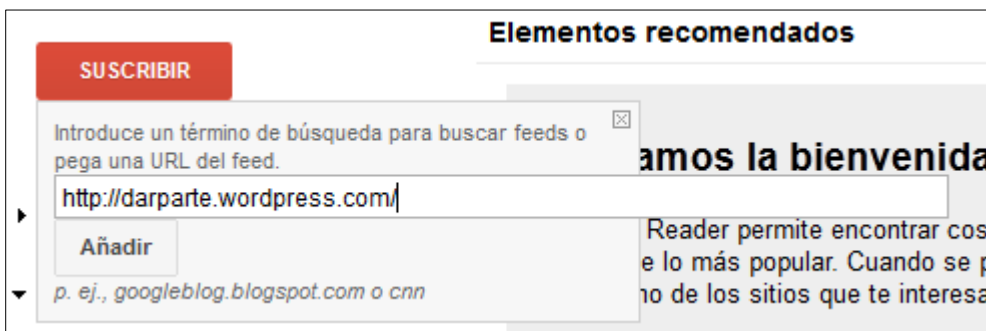 Elementos recomendados
SUSCRIBIR
Introduce un término de búsqueda para buscar feeds o
pega una URL del feed.
http://darparte.wordpress.com/
Añadir
p. ej., googleblog.blogspot.com o cnn
amos la bienvenida
Reader permite encontrar cos
e lo más popular. Cuando se p
no de los sitios que te interesa